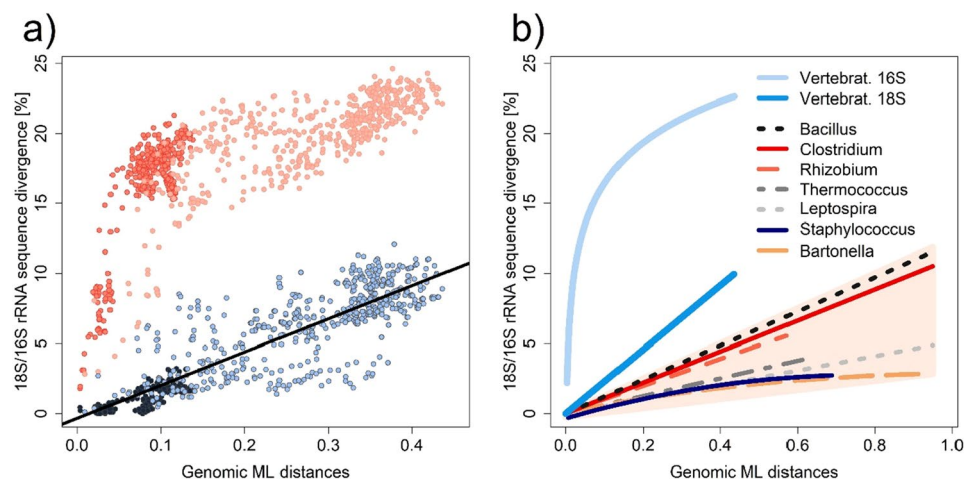 a)
18S/16S rRNA sequence divergence [%]
25
20
15
10
5
0
0.0 0.1 0.2 0.3 0.4
Genomic ML distances
b)
18S/16S rRNA sequence divergence [%]
25
20
15
10
5
0
Vertebrat. 16S
Vertebrat. 18S
Bacillus
Clostridium
Rhizobium
Thermococcus
Leptospira
Staphylococcus
Bartonella
0.0 0.2 0.4 0.6 0.8 1.0
Genomic ML distances